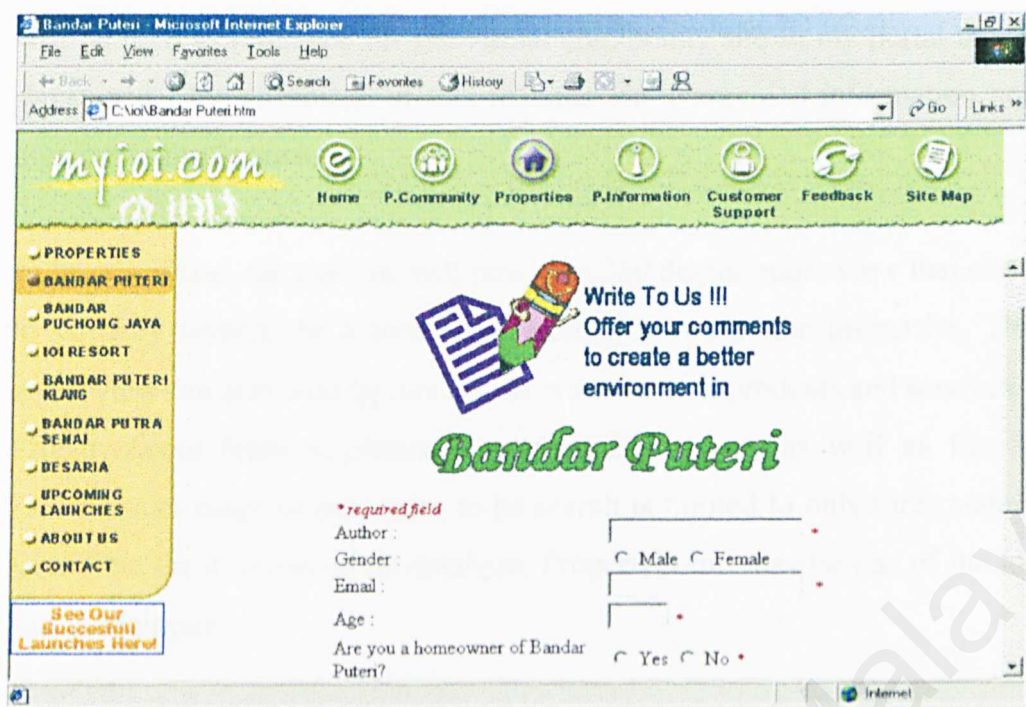 Bandar Puteri - Microsoft Internet Explorer
File Edit View Favorites Tools Help
Back Search Favorites History
Address C:\ioi\Bandar Puteri.htm Go Links »
myioi.com
Home P.Community Properties P.Information Customer Support Feedback Site Map
PROPERTIES
BANDAR PUTERI
BANDAR
PUCHONG JAYA
IOI RESORT
BANDAR PUTERI
KLANG
BANDAR PUTRA
SENAI
DESARIA
UPCOMING
LAUNCHES
ABOUT US
CONTACT
See Our
Succesfull
Launches Here!
Write To Us !!!
Offer your comments
to create a better
environment in
Bandar Puteri
* required field
Author : *
Gender : Male Female
Email : *
Age : *
Are you a homeowner of Bandar
Puteri? Yes No *
Internet